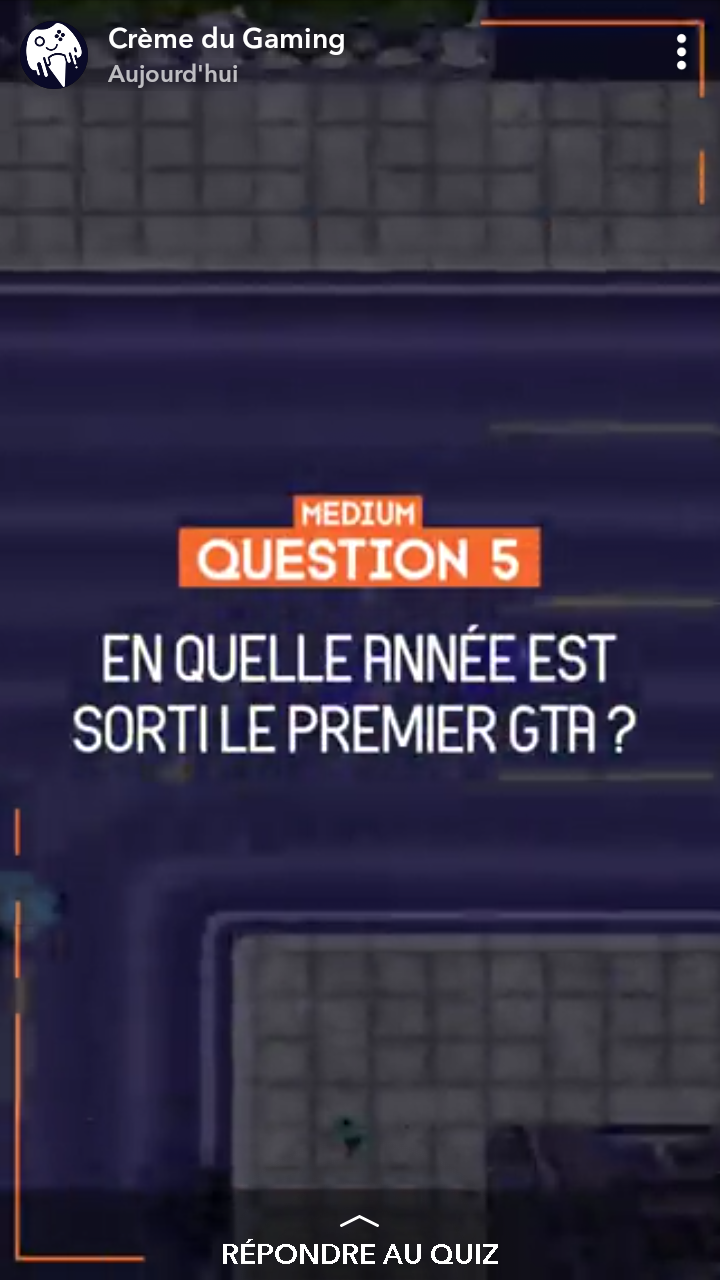 Crème du Gaming
Aujourd'hui
MEDIUM
QUESTION 5
EN QUELLE ANNÉE EST
SORTI LE PREMIER GTA ?
RÉPONDRE AU QUIZ